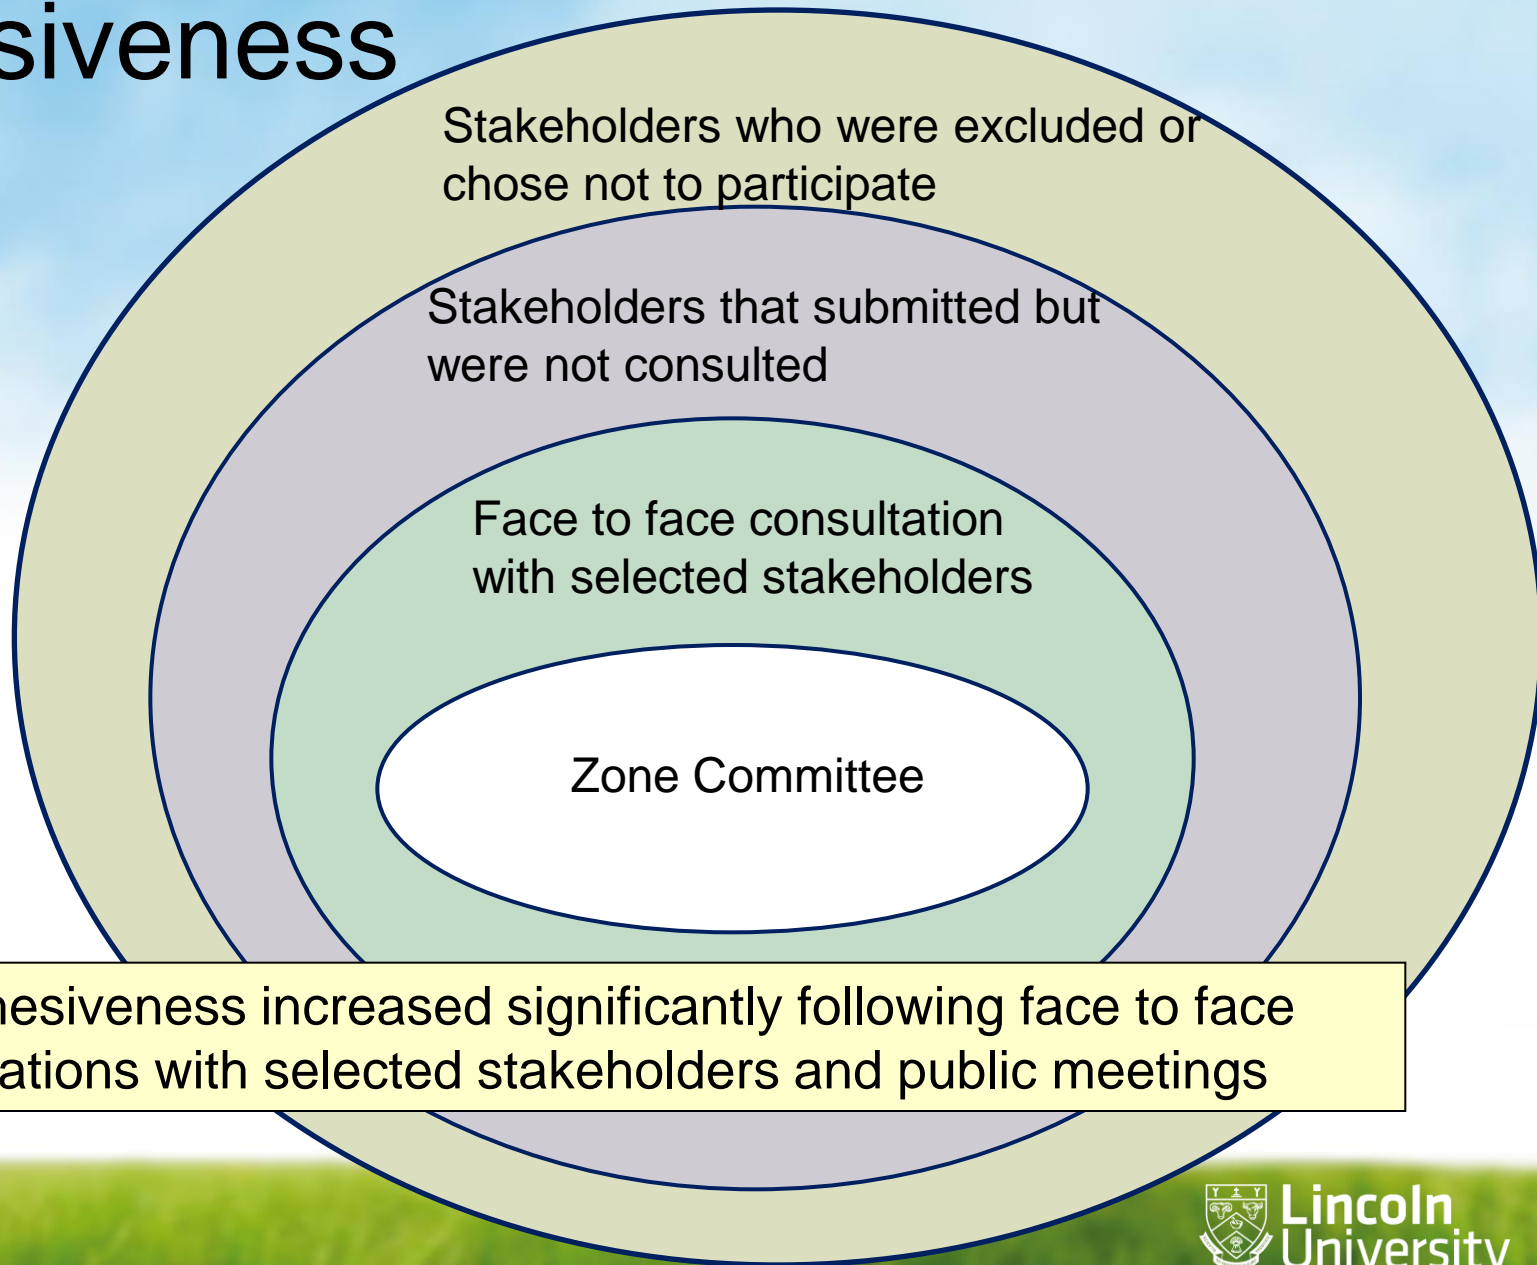 siveness
Stakeholders who were excluded or
chose not to participate
Stakeholders that submitted but
were not consulted
Face to face consultation
with selected stakeholders
Zone Committee
hesiveness increased significantly following face to face
ations with selected stakeholders and public meetings
Lincoln
University